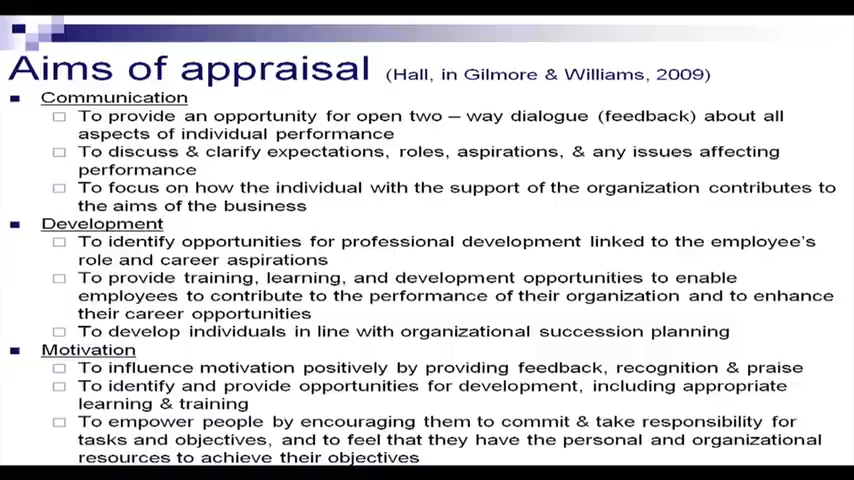 Aims of appraisal (Hall, in Gilmore & Williams, 2009)
Communication
To provide an opportunity for open two – way dialogue (feedback) about all
aspects of individual performance
To discuss & clarify expectations, roles, aspirations, & any issues affecting
performance
To focus on how the individual with the support of the organization contributes to
the aims of the business
Development
To identify opportunities for professional development linked to the employee's
role and career aspirations
To provide training, learning, and development opportunities to enable
employees to contribute to the performance of their organization and to enhance
their career opportunities
To develop individuals in line with organizational succession planning
Motivation
To influence motivation positively by providing feedback, recognition & praise
To identify and provide opportunities for development, including appropriate
learning & training
To empower people by encouraging them to commit & take responsibility for
tasks and objectives, and to feel that they have the personal and organizational
resources to achieve their objectives